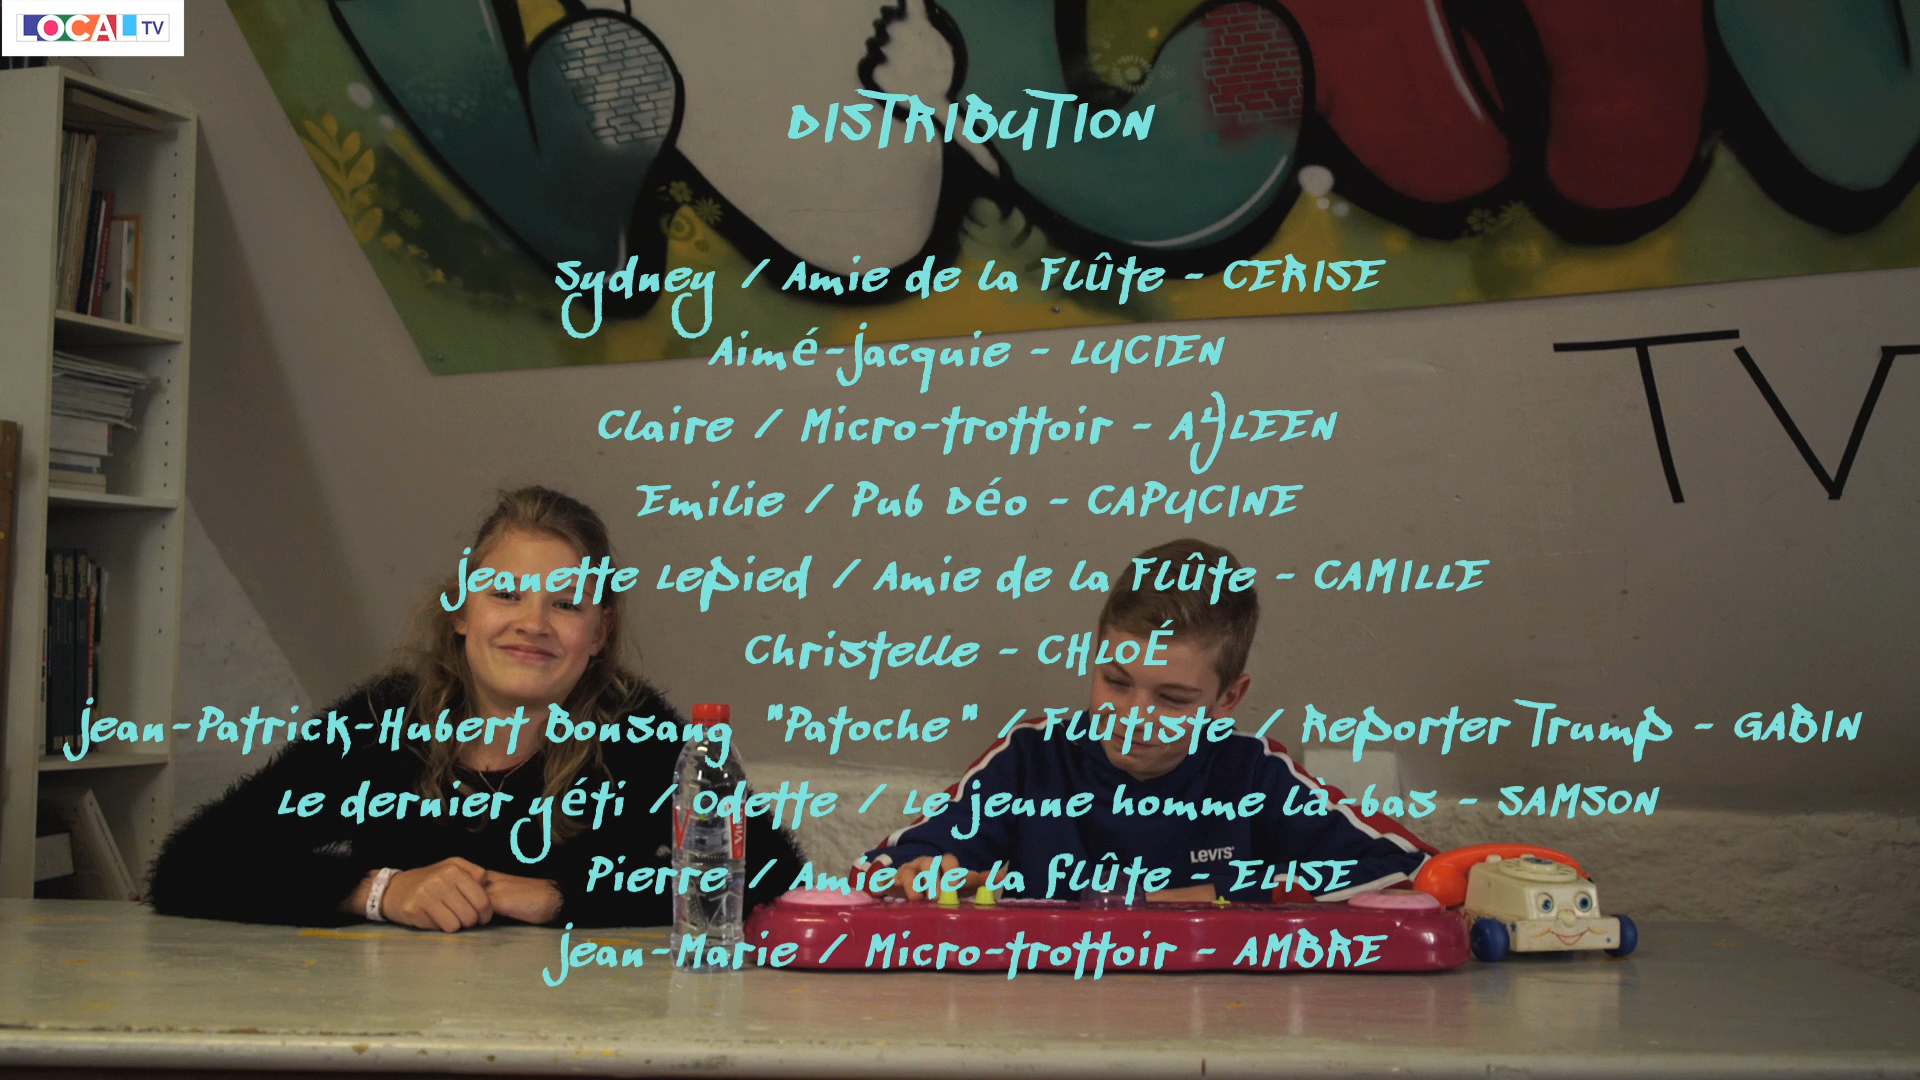 LOCAL TV
DISTRIBUTION
Sydney / Amie de la Flûte - CERISE
Aimé-Jacquie - LUCIEN
TV
Claire / Micro-trottoir - AYLEEN
Emilie / Pub Déo - CAPUCINE
Jeanette Lepied / Amie de la Flûte - CAMILLE
Christelle - CHLOÉ
Jean-Patrick-Hubert Bonsang "Patoche" / Flûtiste / Reporter Trump - GABIN
Le dernier yéti / Odette / Le jeune homme là-bas - SAMSON
LEVI'S
Pierre / Amie de la flûte - ELISE
Jean-Marie / Micro-trottoir - AMBRE